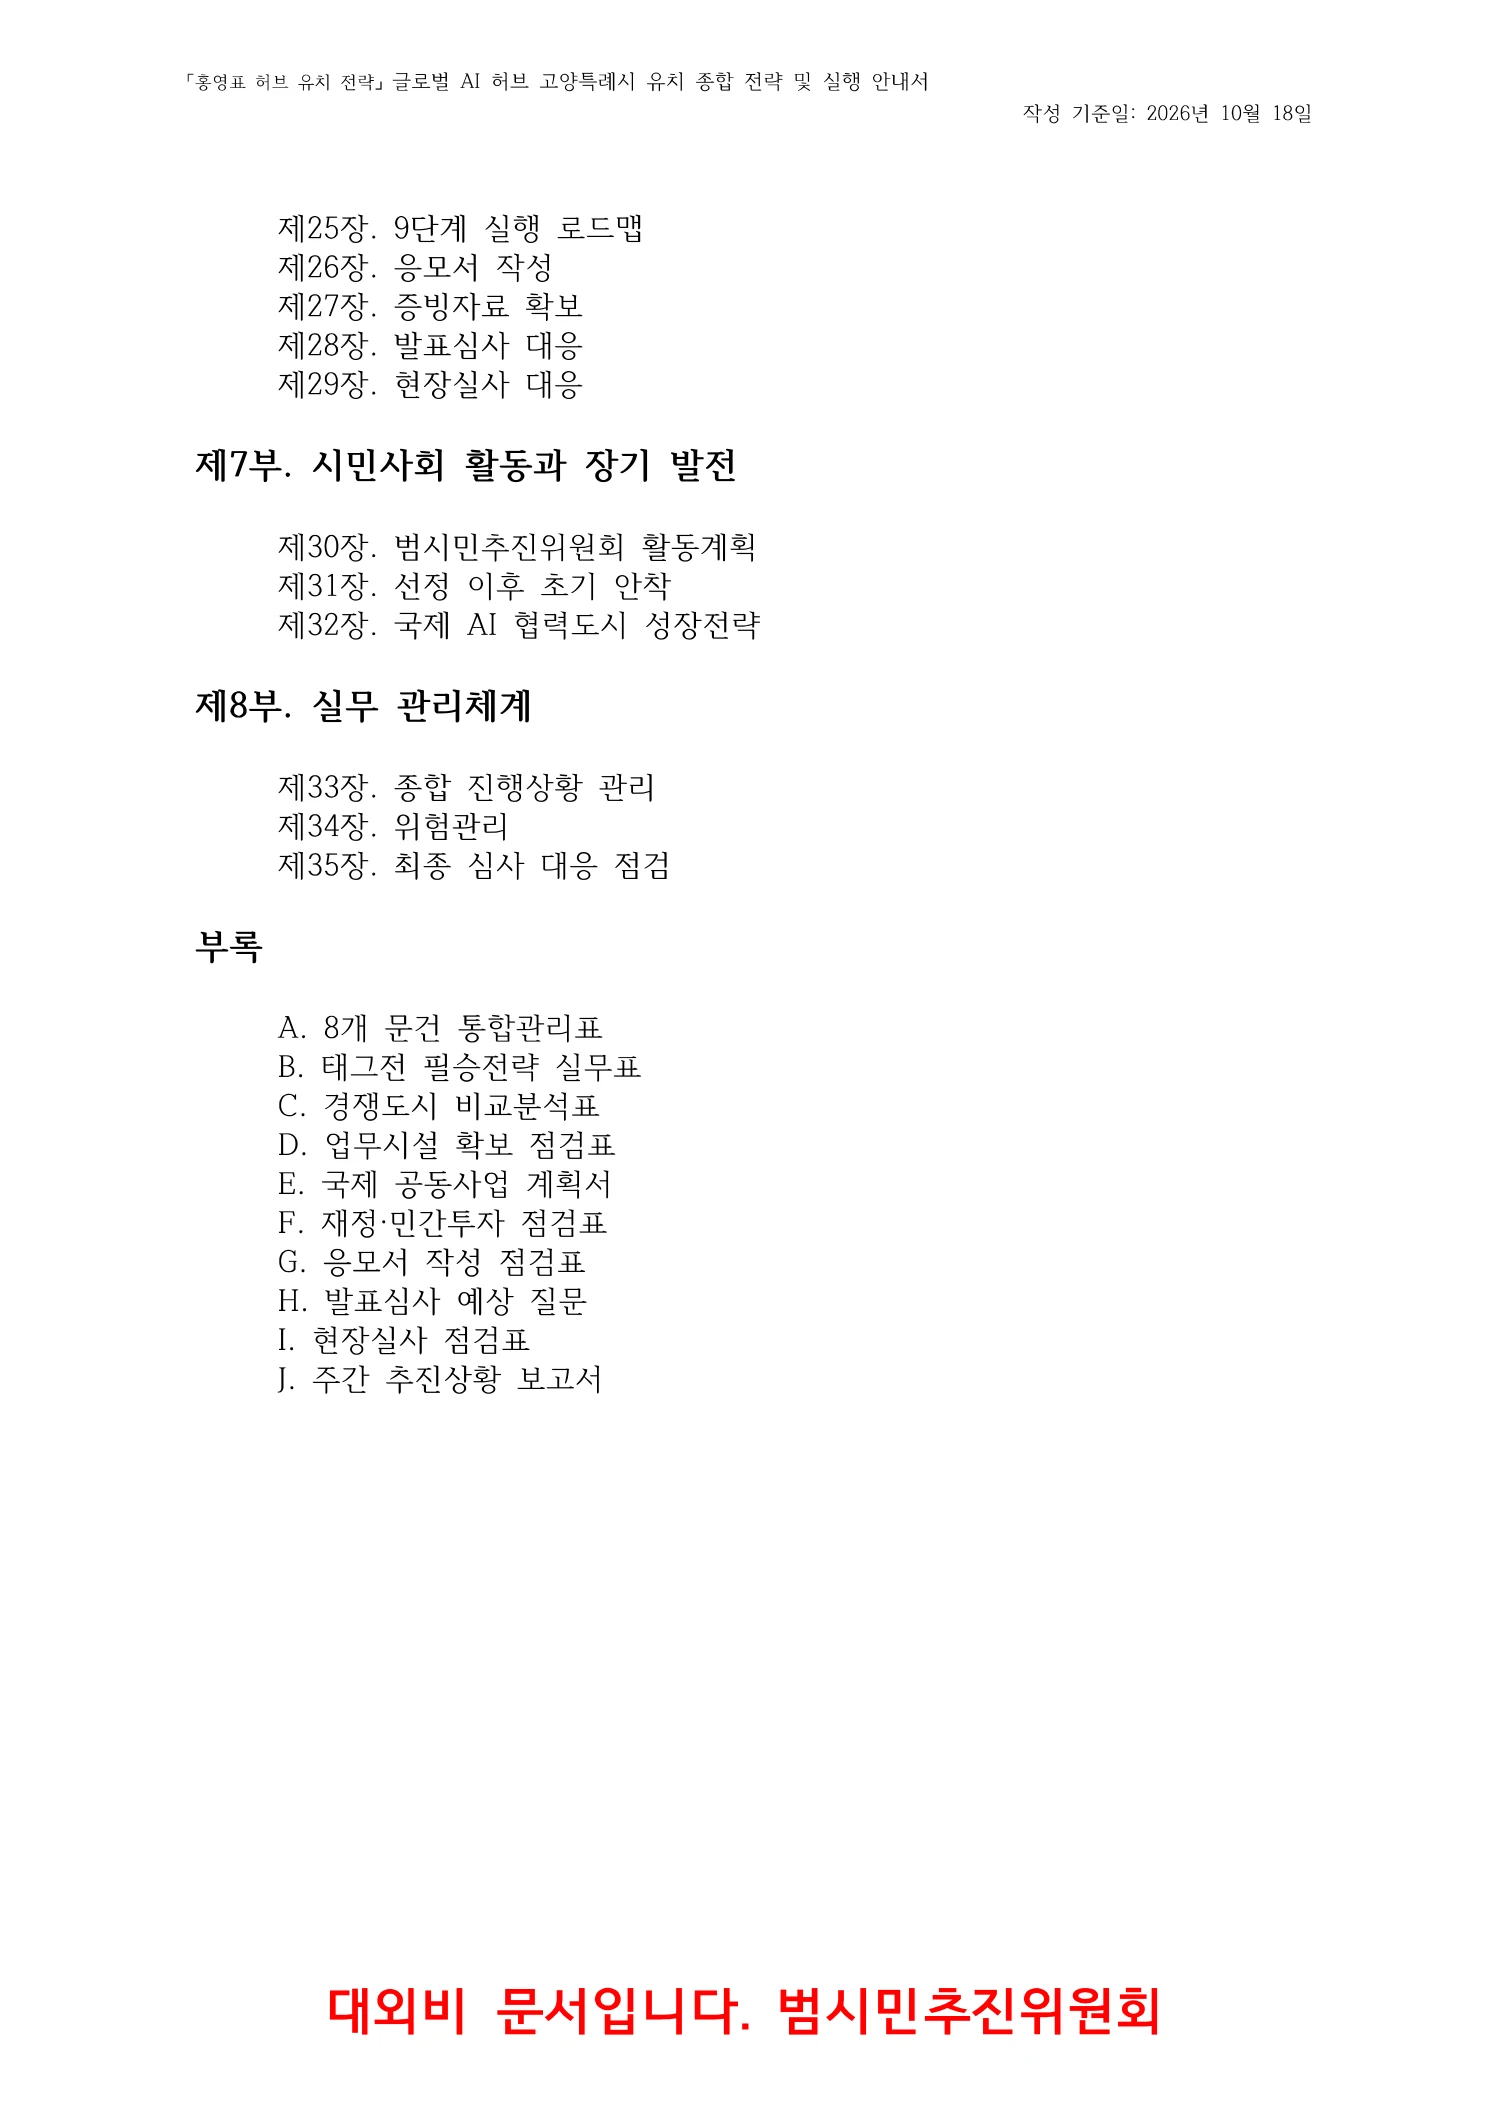 「홍영표 허브 유치 전략」글로벌 AI 허브 고양특례시 유치 종합 전략 및 실행 안내서
작성 기준일: 2026년 10월 18일
제25장. 9단계 실행 로드맵
제26장. 응모서 작성
제27장. 증빙자료 확보
제28장. 발표심사 대응
제29장. 현장실사 대응
제7부. 시민사회 활동과 장기 발전
제30장. 범시민추진위원회 활동계획
제31장. 선정 이후 초기 안착
제32장. 국제 AI 협력도시 성장전략
제8부. 실무 관리체계
제33장. 종합 진행상황 관리
제34장. 위험관리
제35장. 최종 심사 대응 점검
부록
A. 8개 문건 통합관리표
B. 태그전 필승전략 실무표
C. 경쟁도시 비교분석표
D. 업무시설 확보 점검표
E. 국제 공동사업 계획서
F. 재정·민간투자 점검표
G. 응모서 작성 점검표
H. 발표심사 예상 질문
I. 현장실사 점검표
J. 주간 추진상황 보고서
대외비 문서입니다. 범시민추진위원회